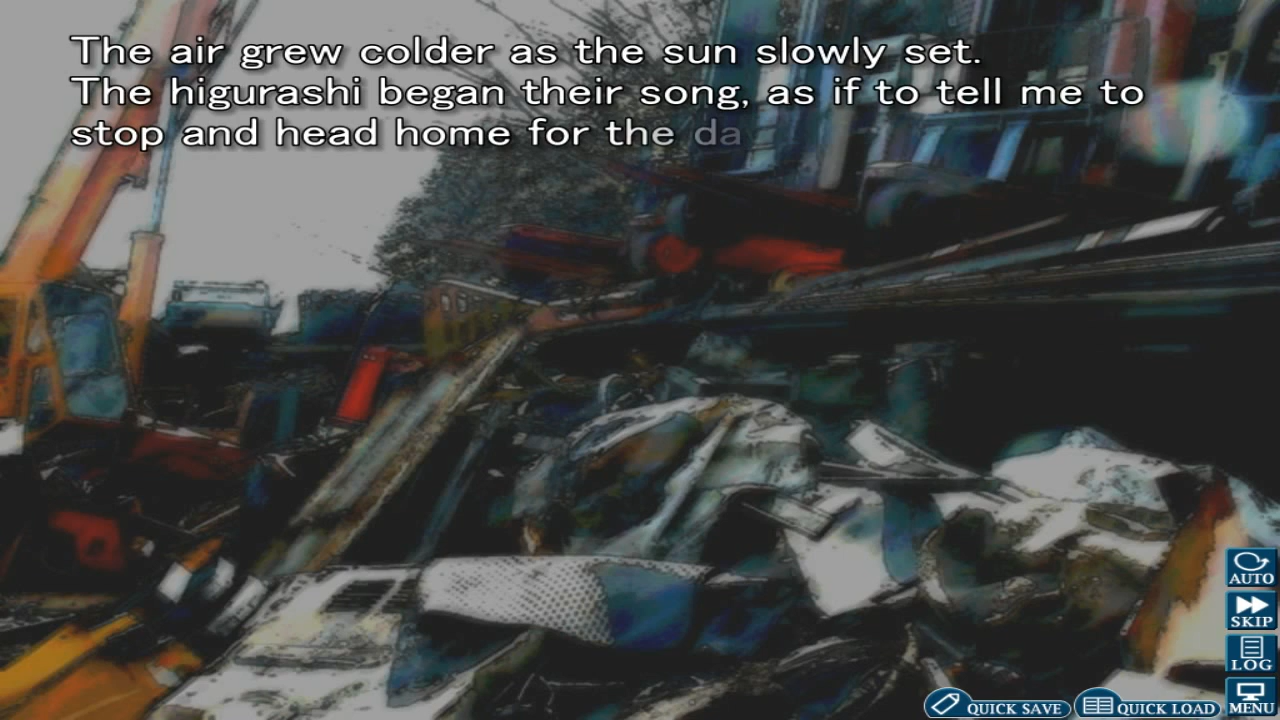 The air grew colder as the sun slowly set.
The higurashi began their song, as if to tell me to
stop and head home for the da
AUTO
SKIP
LOG
QUICK SAVE
QUICK LOAD
MENU